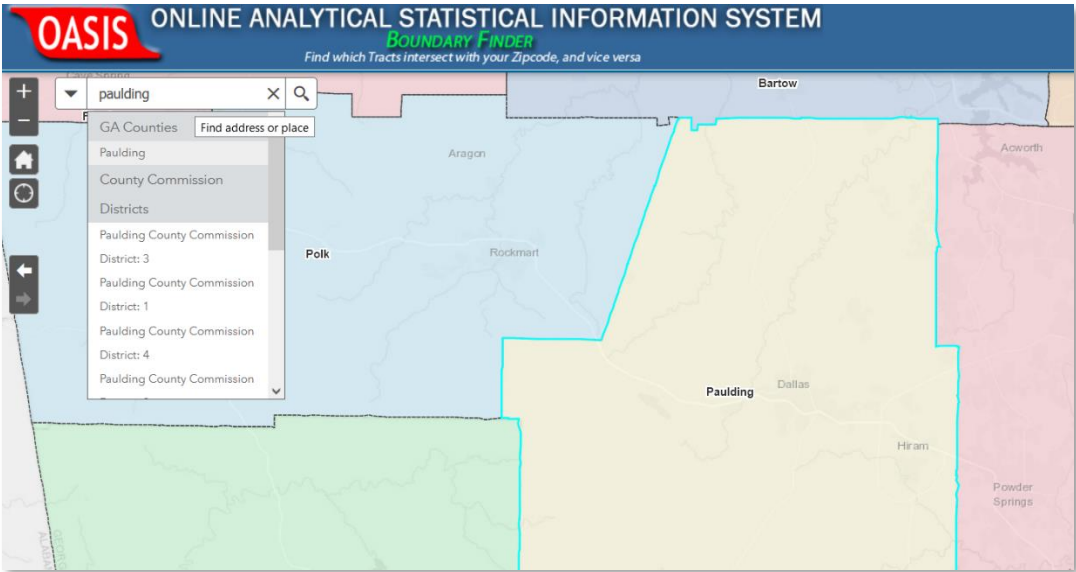 OASIS
ONLINE ANALYTICAL STATISTICAL INFORMATION SYSTEM
BOUNDARY FINDER
Find which Tracts intersect with your Zipcode, and vice versa
paulding
Find address or place
GA Counties
Paulding
County Commission
Districts
Paulding County Commission
District: 3
Paulding County Commission
District: 1
Paulding County Commission
District: 4
Paulding County Commission
Cave Spring
Bartow
Aragon
Acworth
Polk
Rockmart
Paulding
Dallas
Hiram
Powder
Springs